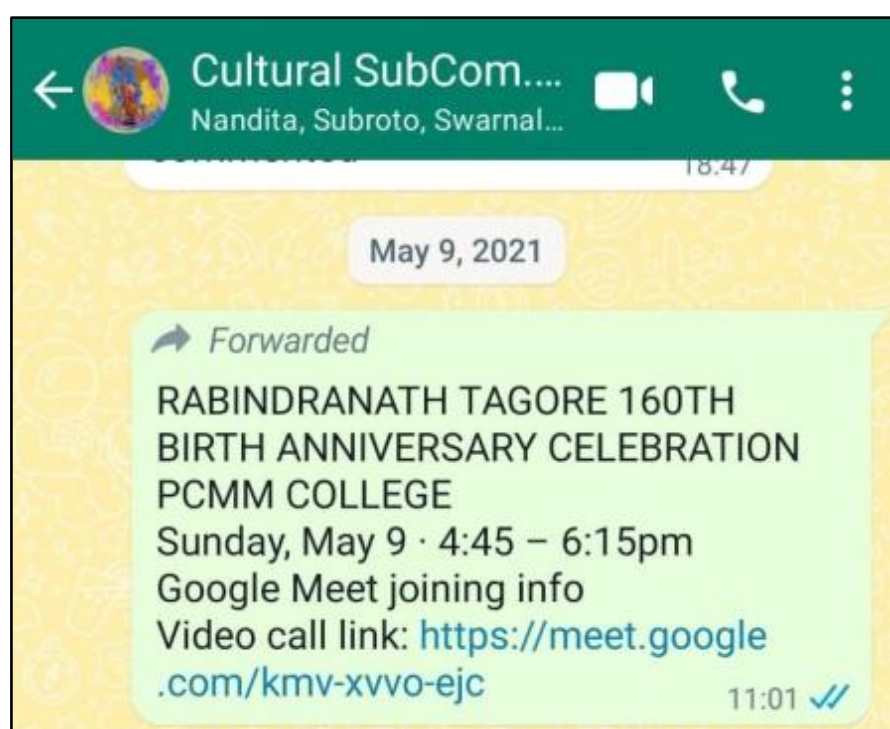 Cultural SubCom....
Nandita, Subroto, Swarnal...
18:47
May 9, 2021
Forwarded
RABINDRANATH TAGORE 160TH
BIRTH ANNIVERSARY CELEBRATION
PCMM COLLEGE
Sunday, May 9 · 4:45 – 6:15pm
Google Meet joining info
Video call link: https://meet.google
.com/kmv-xvvo-ejc
11:01